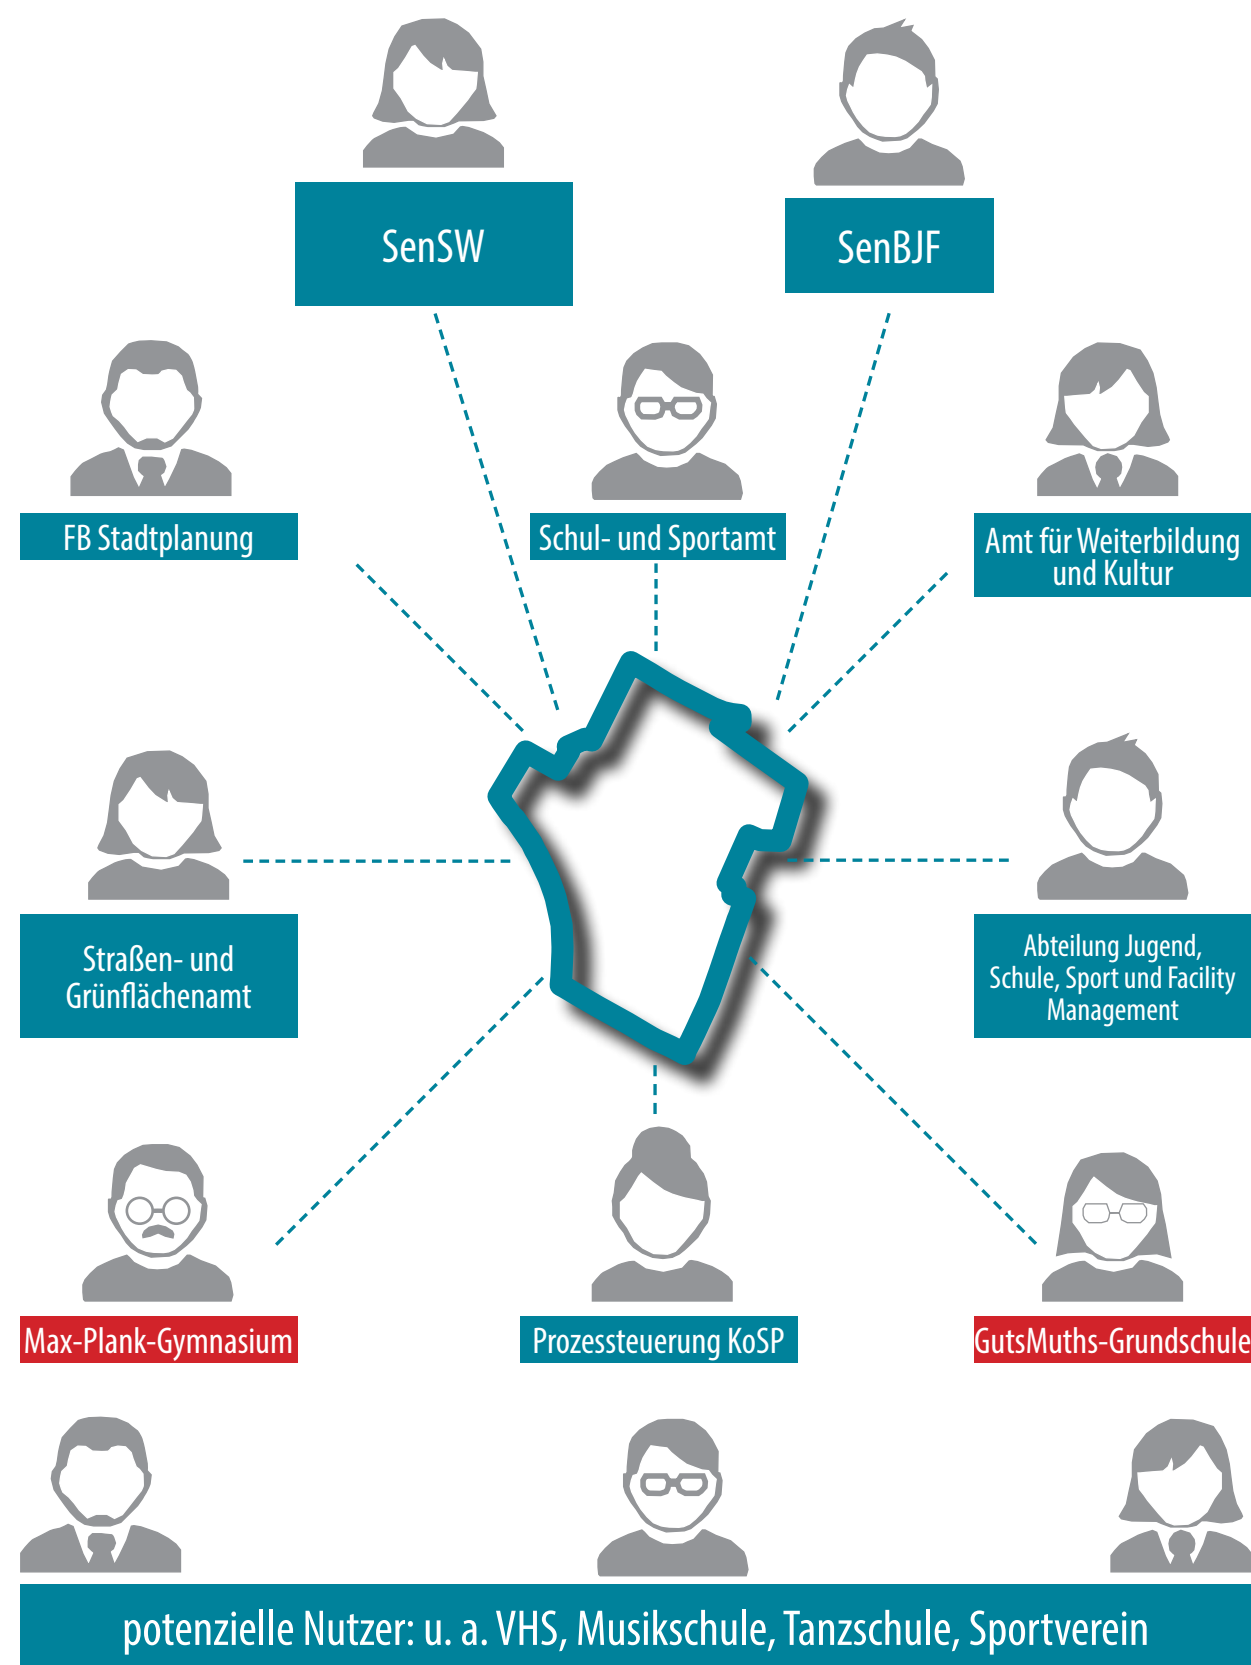 SenSW
SenBJF
FB Stadtplanung
Schul- und Sportamt
Amt für Weiterbildung
und Kultur
Straßen- und
Grünflächenamt
Abteilung Jugend,
Schule, Sport und Facility
Management
Max-Plank-Gymnasium
Prozessteuerung KoSP
GutsMuths-Grundschule
potenzielle Nutzer: u. a. VHS, Musikschule, Tanzschule, Sportverein